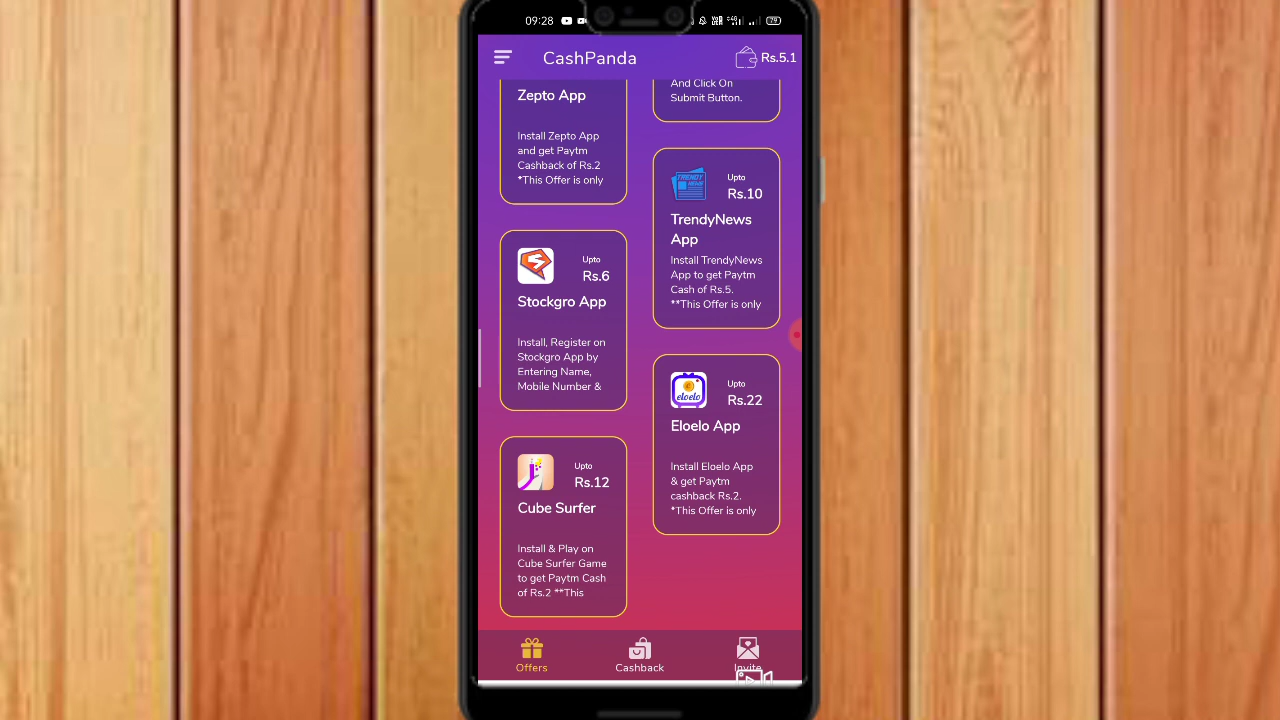 09:28
79
CashPanda
Rs.5.1
Zepto App
Install Zepto App
and get Paytm
Cashback of Rs.2
*This Offer is only
And Click On
Submit Button.
TRENDY
NEWS
Upto
Rs.10
TrendyNews
App
Install TrendyNews
App to get Paytm
Cash of Rs.5.
**This Offer is only
Upto
Rs.6
Stockgro App
Install, Register on
Stockgro App by
Entering Name,
Mobile Number &
eloelo
Upto
Rs.22
Eloelo App
Install Eloelo App
& get Paytm
cashback Rs.2.
*This Offer is only
Upto
Rs.12
Cube Surfer
Install & Play on
Cube Surfer Game
to get Paytm Cash
of Rs.2 **This
Offers
Cashback
Invite